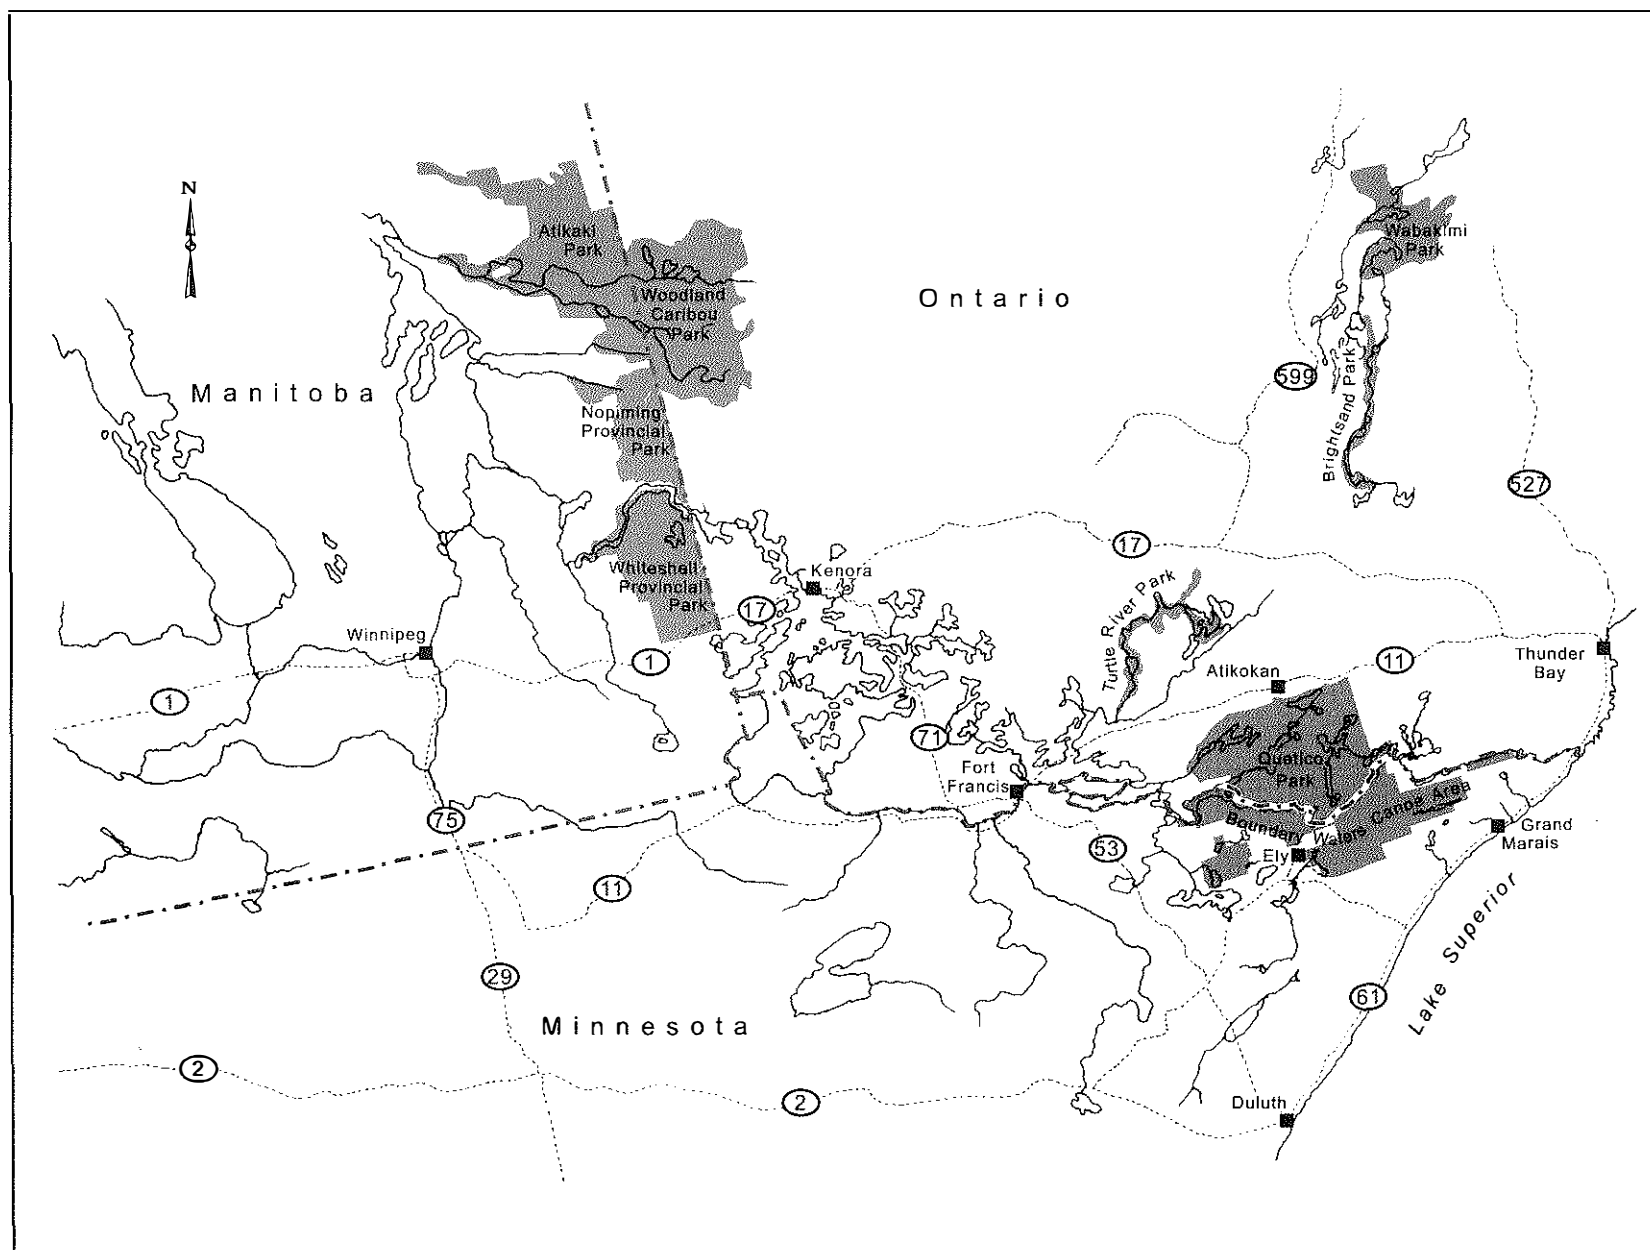 N
Atikaki
Park
Woodland
Caribou
Park
Ontario
Wabakimi
Park
Manitoba
599
Brightsand Park
Nopiming
Provincial
Park
527
17
Whiteshell
Provincial
Park
Kenora
17
Turtle River Park
Winnipeg
1
1
Atikokan
11
Thunder
Bay
71
Fort
Francis
Quetico
Park
Boundary Waters Canoe Area
75
53
Ely
Grand
Marais
11
29
61
Lake Superior
Minnesota
2
2
Duluth